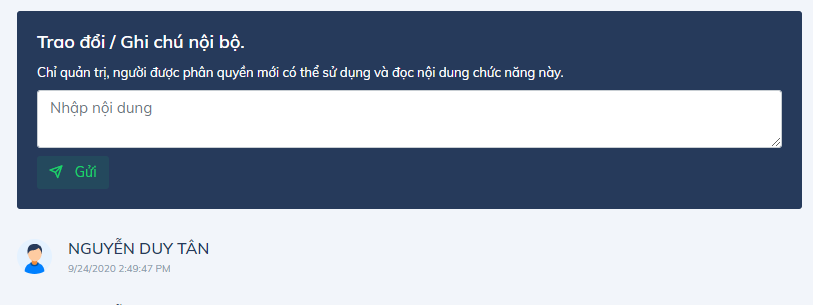 Trao đổi / Ghi chú nội bộ.
Chỉ quản trị, người được phân quyền mới có thể sử dụng và đọc nội dung chức năng này.
Nhập nội dung
Gửi
NGUYỄN DUY TÂN
9/24/2020 2:49:47 PM